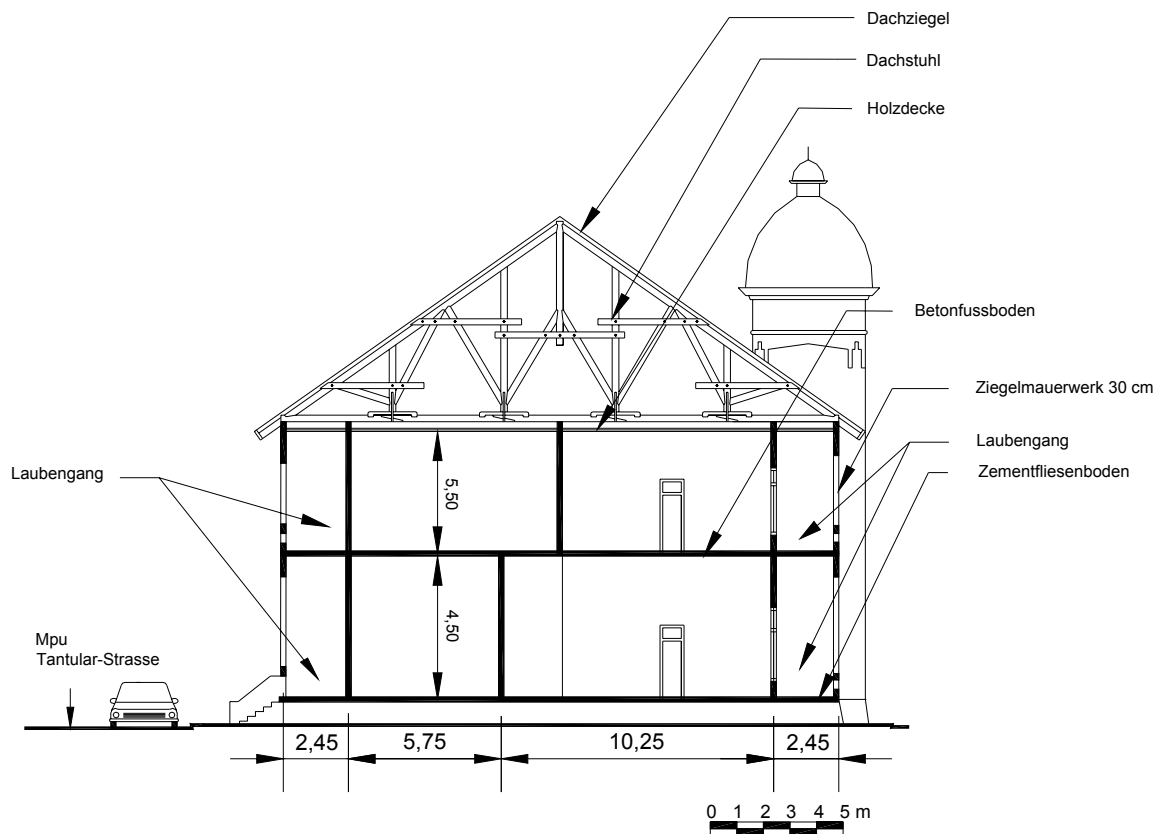 Dachziegel
Dachstuhl
Holzdecke
Betonfussboden
Ziegelmauerwerk 30 cm
Laubengang
Zementfliesenboden
Laubengang
5,50
4,50
Mpu
Tantular-Strasse
2,45 5,75 10,25 2,45
0 1 2 3 4 5 m